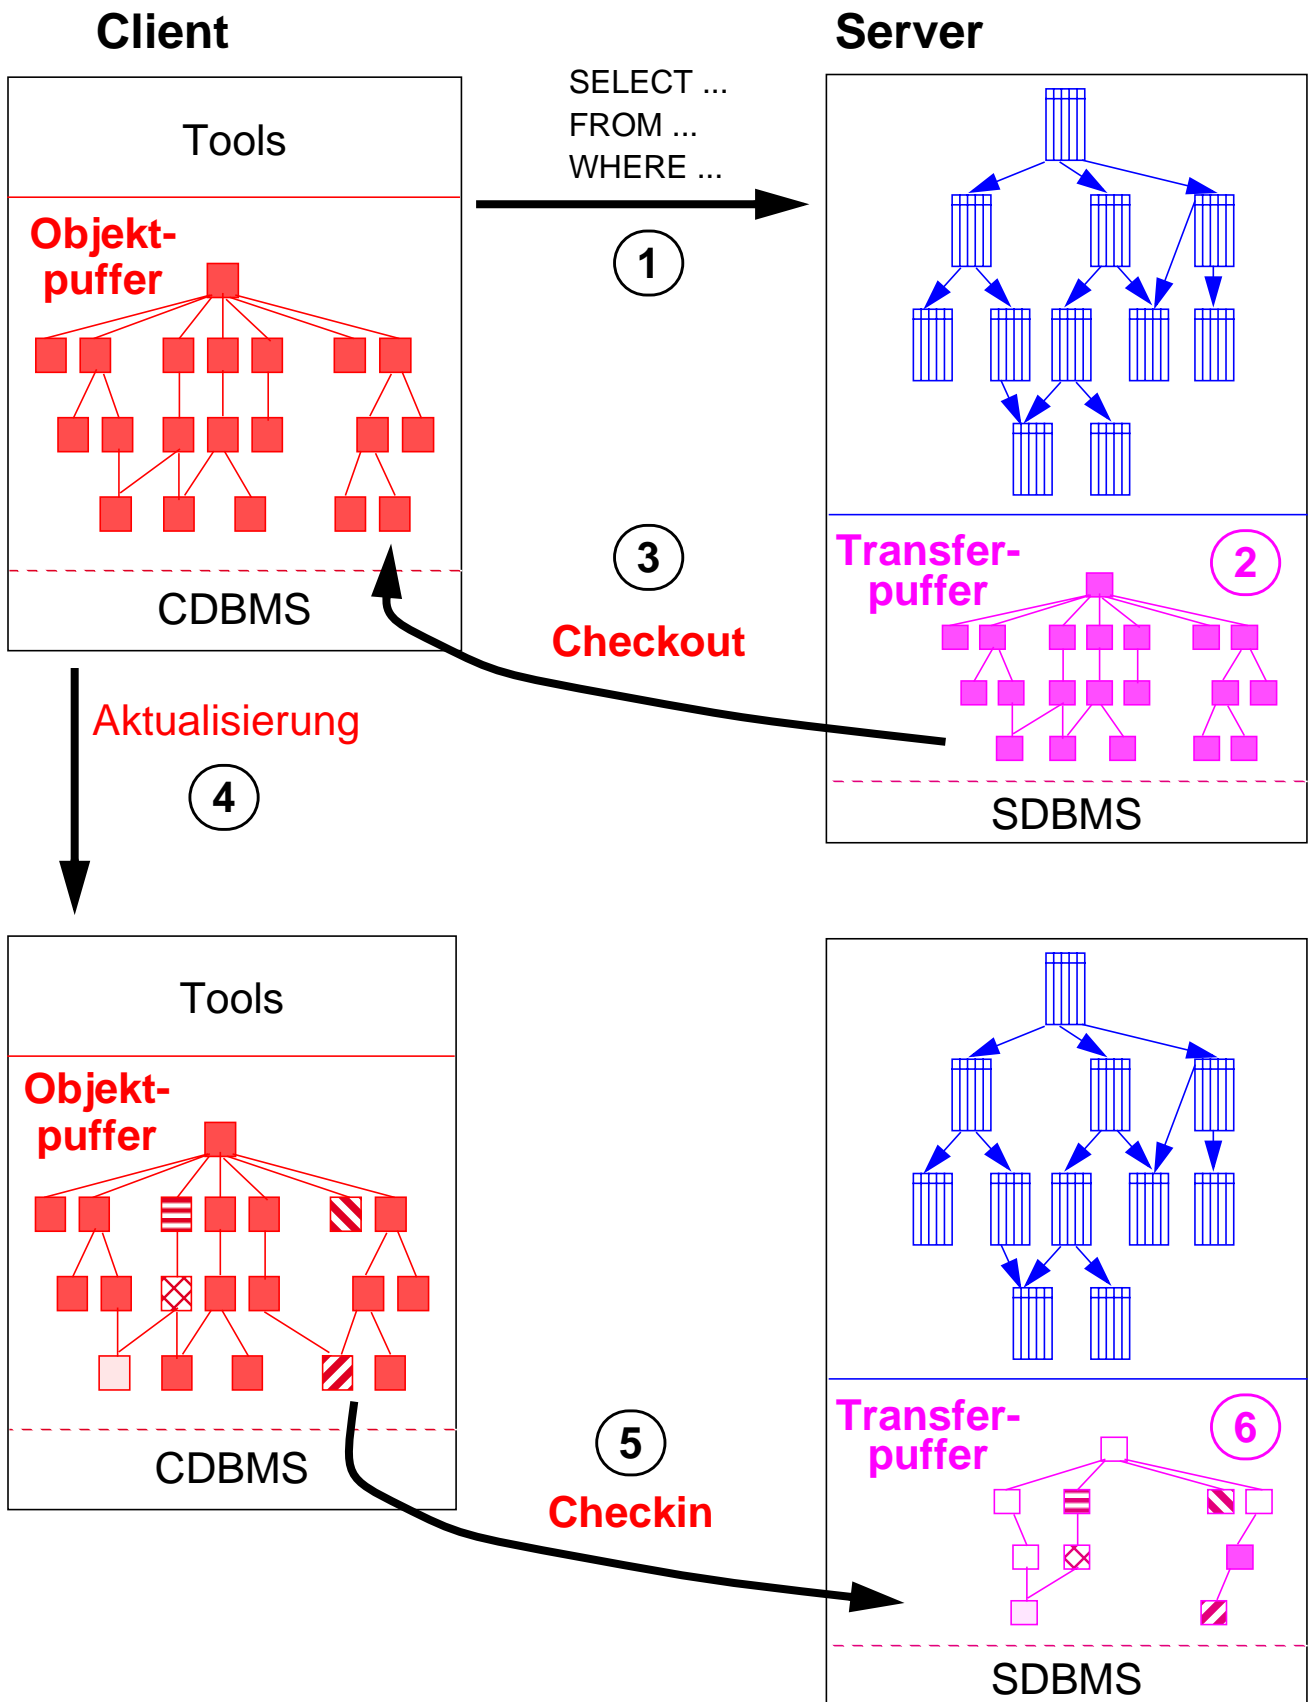 Client
Server
SELECT ...
FROM ...
WHERE ...
1
Tools
Objekt-
puffer
CDBMS
Transfer-
puffer
2
SDBMS
3
Checkout
Aktualisierung
4
Tools
Objekt-
puffer
CDBMS
5
Checkin
Transfer-
puffer
6
SDBMS